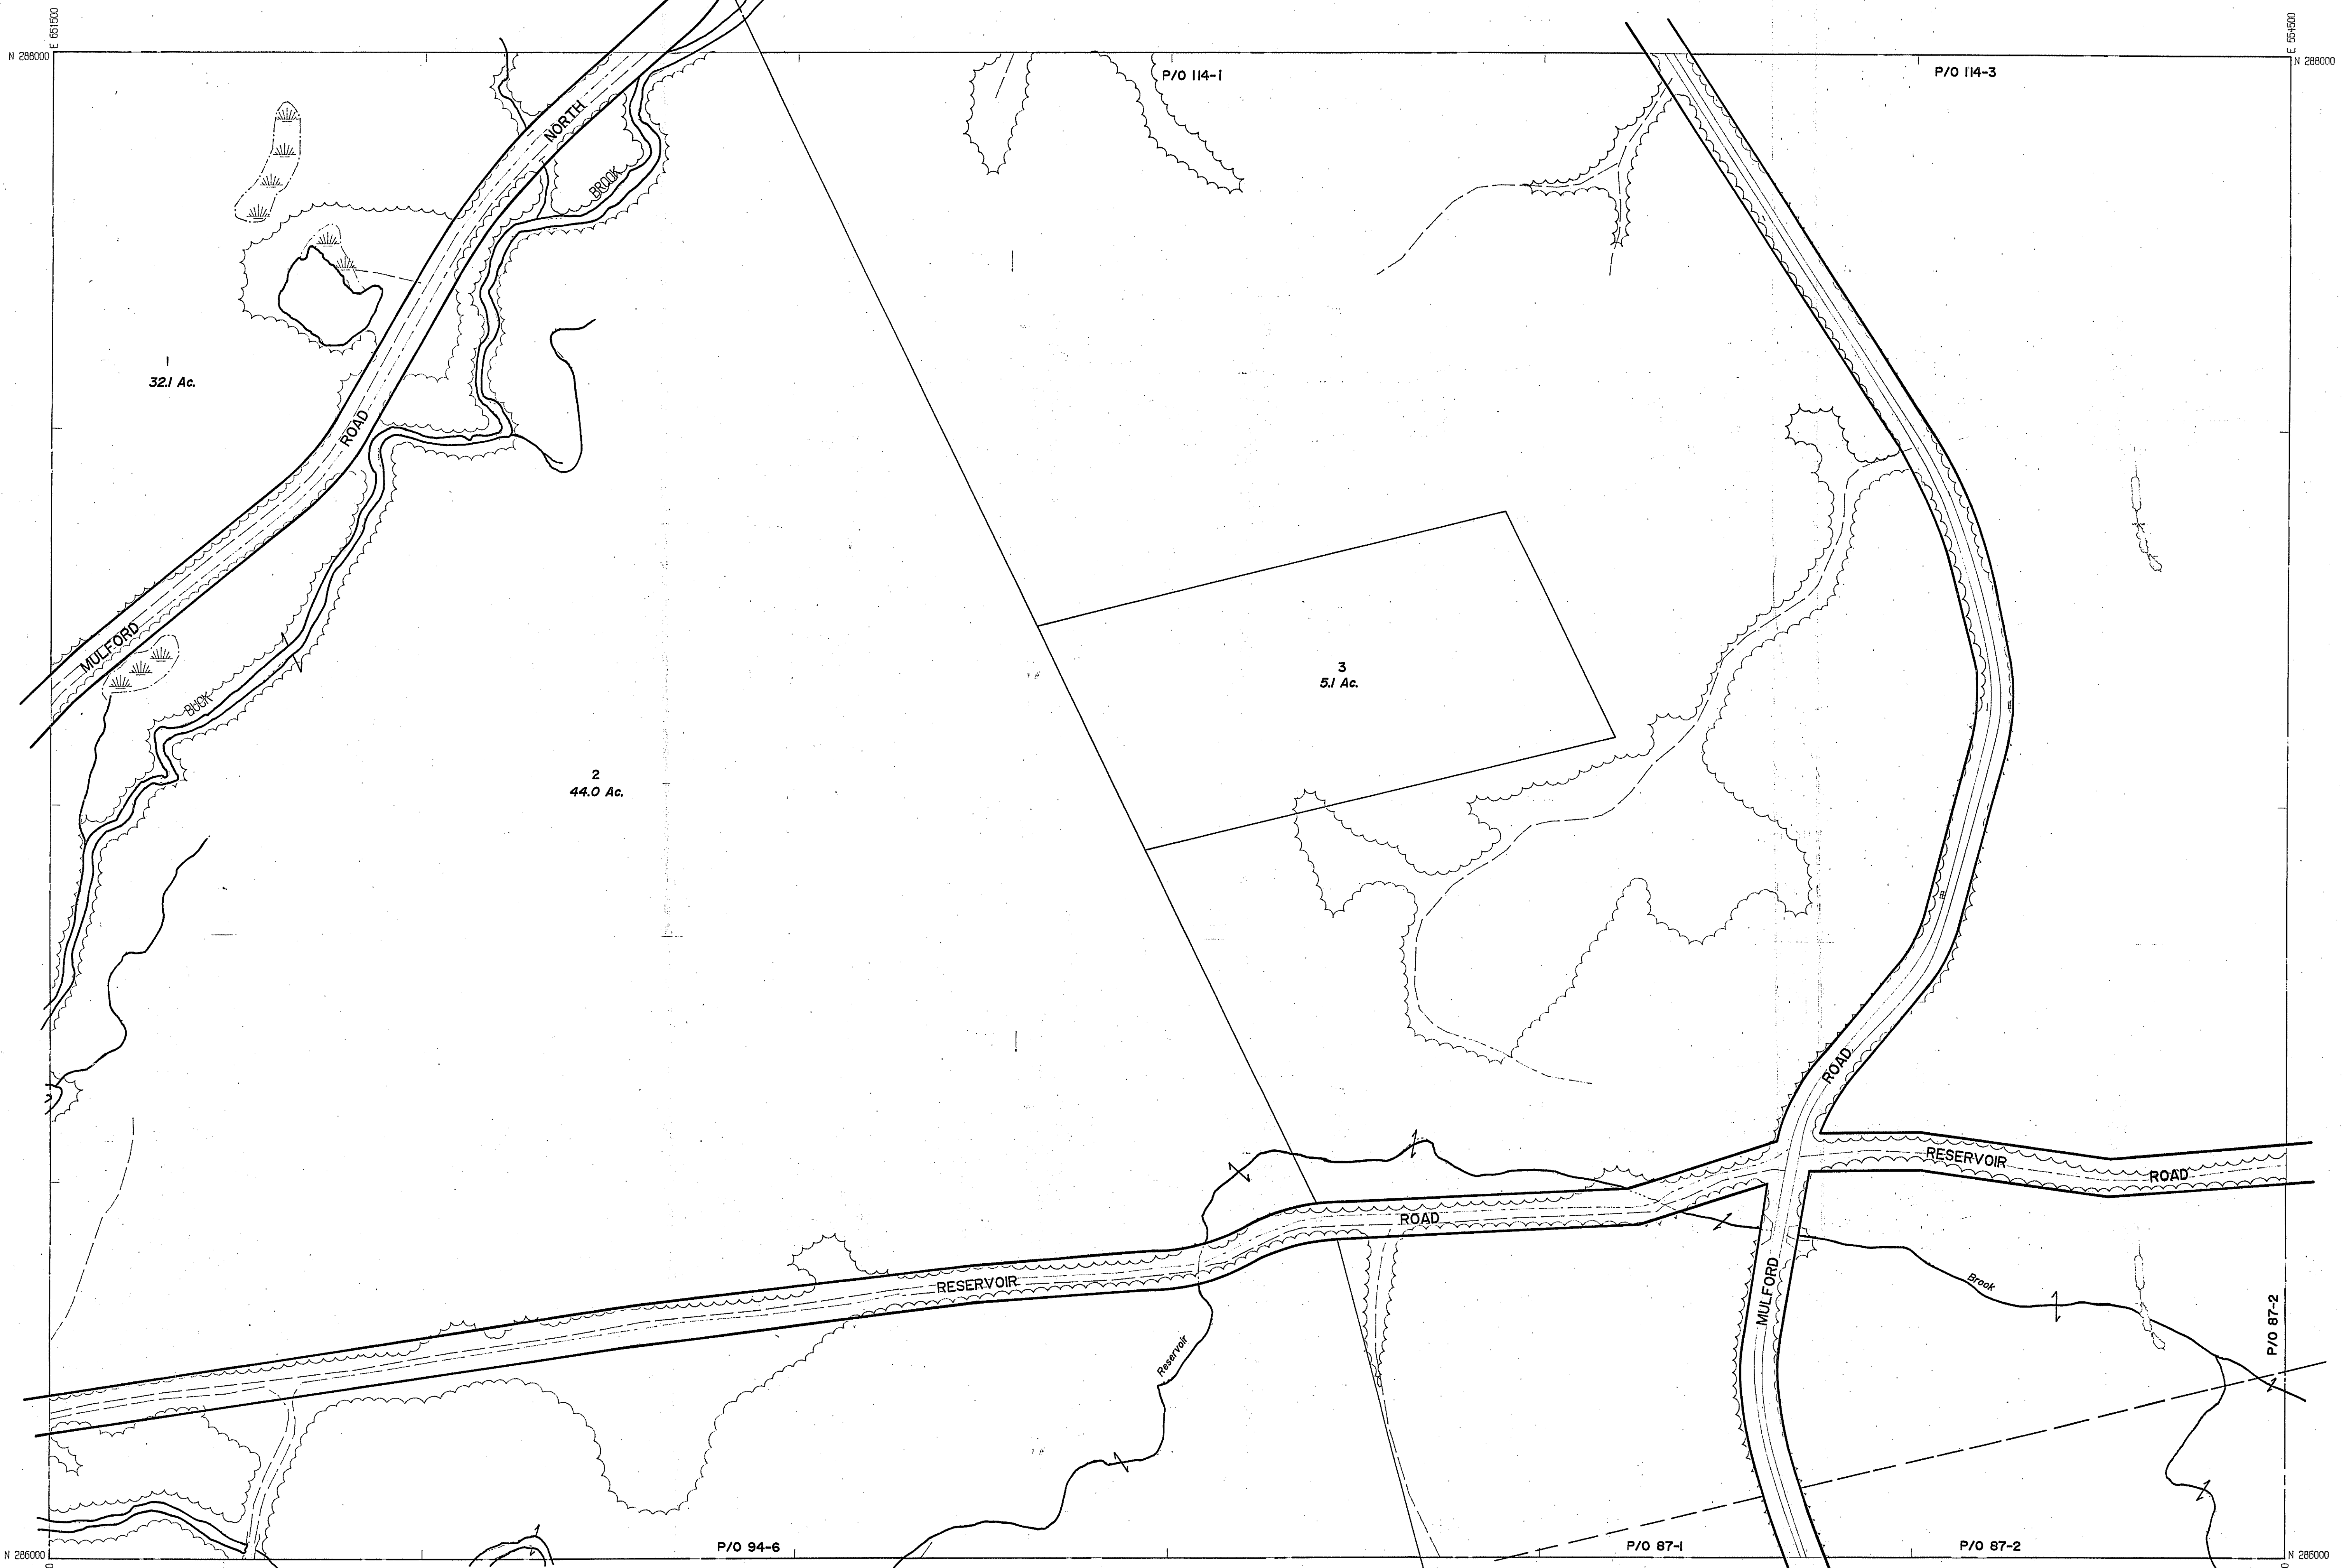 E 651500
E 654500
N 288000
N 288000
P/O 114-1
P/O 114-3
NORTH
BROOK
1
32.1 Ac.
ROAD
MULFORD
BUCK
3
5.1 Ac.
2
44.0 Ac.
ROAD
RESERVOIR
ROAD
ROAD
RESERVOIR
MULFORD
Brook
Reservoir
P/O 87-2
N 286000
P/O 94-6
P/O 87-1
P/O 87-2
N 286000